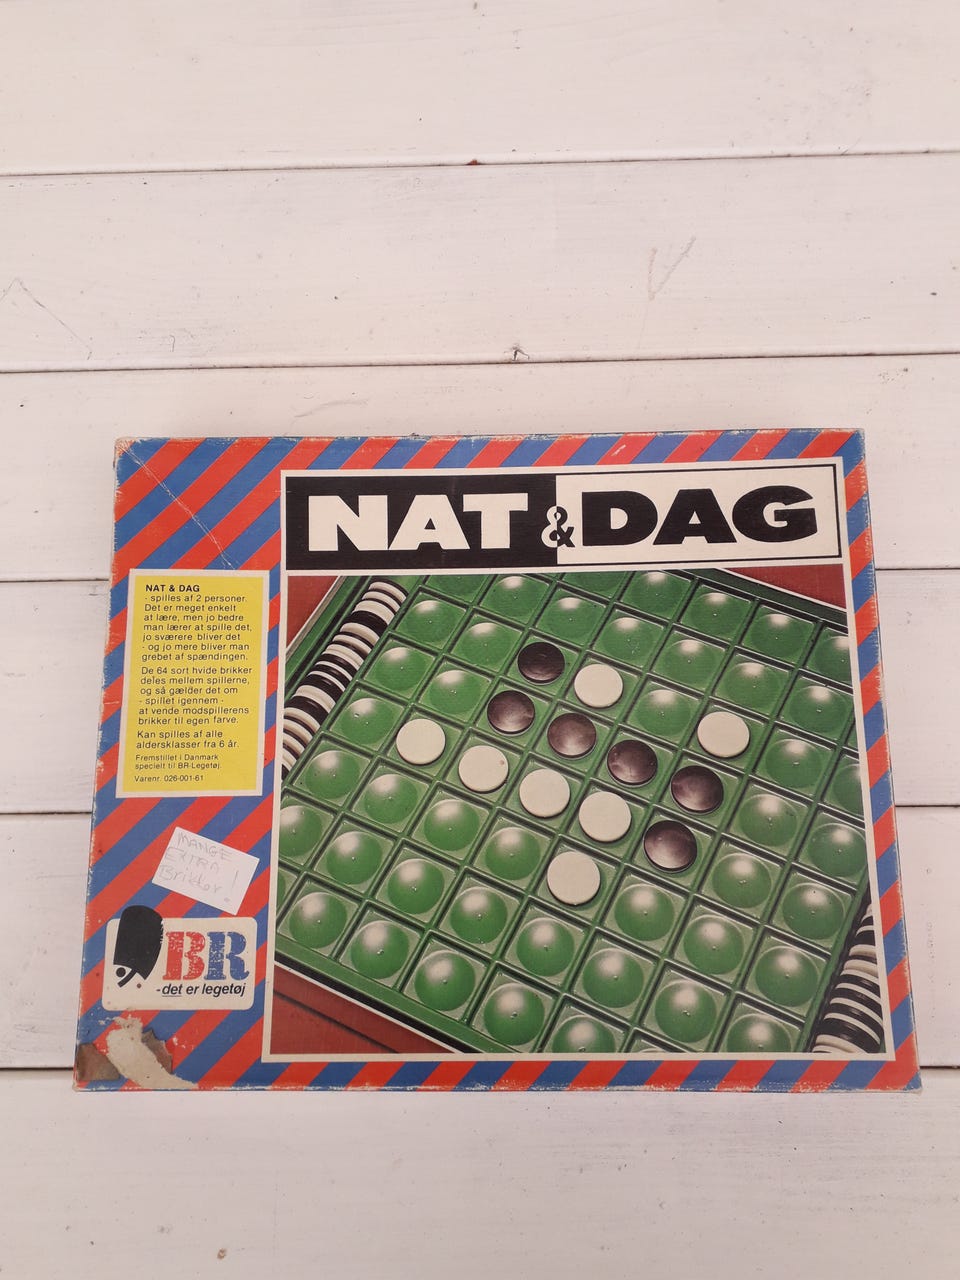 NAT & DAG
NAT & DAG
- spilles af 2 personer.
Det er meget enkelt
at lære, men jo bedre
man lærer at spille det,
jo sværere bliver det
- og jo mere bliver man
grebet af spændingen.
De 64 sort hvide brikker
deles mellem spillerne,
og så gælder det om
- spillet igennem -
at vende modspillerens
brikker til egen farve.
Kan spilles af alle
aldersklasser fra 6 år.
Fremstillet i Danmark
specielt til BR-Legetøj.
Varenr. 026-001-61
MANGE
EXTRA
Brikker!
BR
-det er legetøj